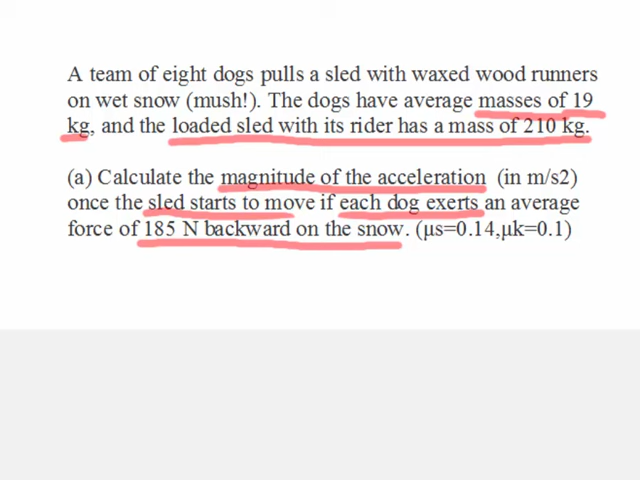 A team of eight dogs pulls a sled with waxed wood runners
on wet snow (mush!). The dogs have average masses of 19
kg, and the loaded sled with its rider has a mass of 210 kg.
(a) Calculate the magnitude of the acceleration (in m/s2)
once the sled starts to move if each dog exerts an average
force of 185 N backward on the snow. (μs=0.14,μk=0.1)